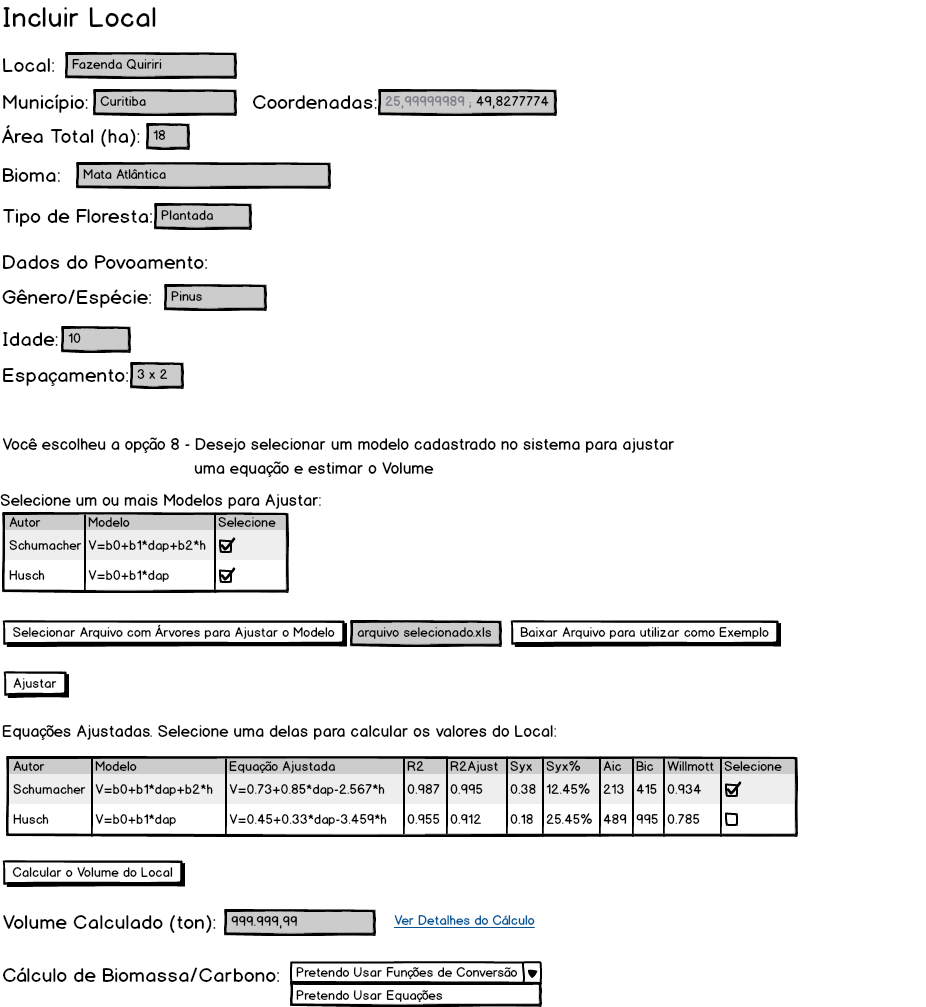 Incluir Local
Local: Fazenda Quiriri
Município: Curitiba Coordenadas: 25,99999989 ; 49,8277774
Área Total (ha): 18
Bioma: Mata Atlântica
Tipo de Floresta: Plantada
Dados do Povoamento:
Gênero/Espécie: Pinus
Idade: 10
Espaçamento: 3 x 2
Você escolheu a opção 8 - Desejo selecionar um modelo cadastrado no sistema para ajustar
uma equação e estimar o Volume
Selecione um ou mais Modelos para Ajustar:
Autor Modelo Selecione
Schumacher V=b0+b1*dap+b2*h
Husch V=b0+b1*dap
Selecionar Arquivo com Árvores para Ajustar o Modelo arquivo selecionado.xls Baixar Arquivo para utilizar como Exemplo
Ajustar
Equações Ajustadas. Selecione uma delas para calcular os valores do Local:
Autor Modelo Equação Ajustada R2 R2Ajust Syx Syx% Aic Bic Willmott Selecione
Schumacher V=b0+b1*dap+b2*h V=0.73+0.85*dap-2.567*h 0.987 0.995 0.38 12.45% 213 415 0.934
Husch V=b0+b1*dap V=0.45+0.33*dap-3.459*h 0.955 0.912 0.18 25.45% 489 995 0.785
Calcular o Volume do Local
Volume Calculado (ton): 999.999,99 Ver Detalhes do Cálculo
Cálculo de Biomassa/Carbono: Pretendo Usar Funções de Conversão
Pretendo Usar Equações